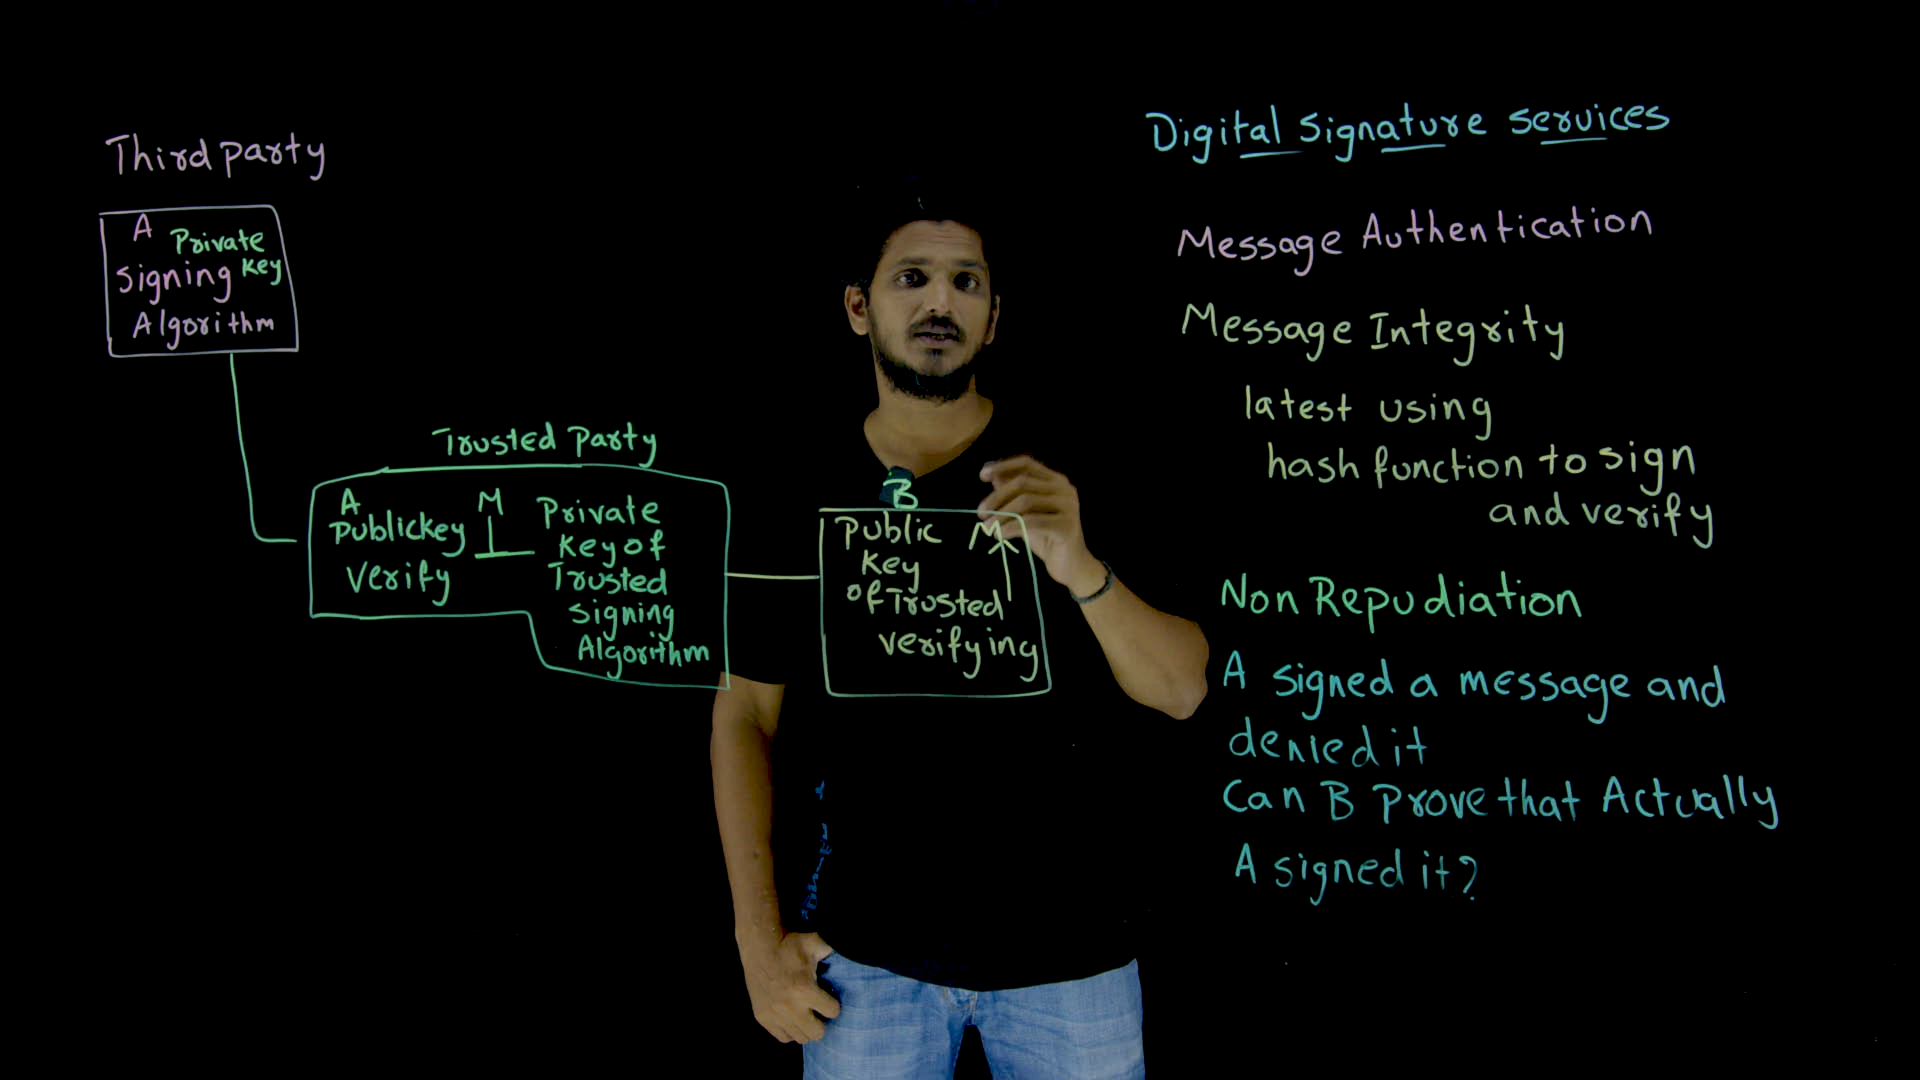 Third party
A Private
Signing Key
Algorithm
Trusted Party
A M Private
Publickey Key of
Verify Trusted
Signing
Algorithm
B
Public M
Key
of Trusted
verifying
Digital Signature Services
Message Authentication
Message Integrity
latest using
hash function to sign
and verify
Non Repudiation
A signed a message and
denied it
Can B Prove that Actually
A signed it?